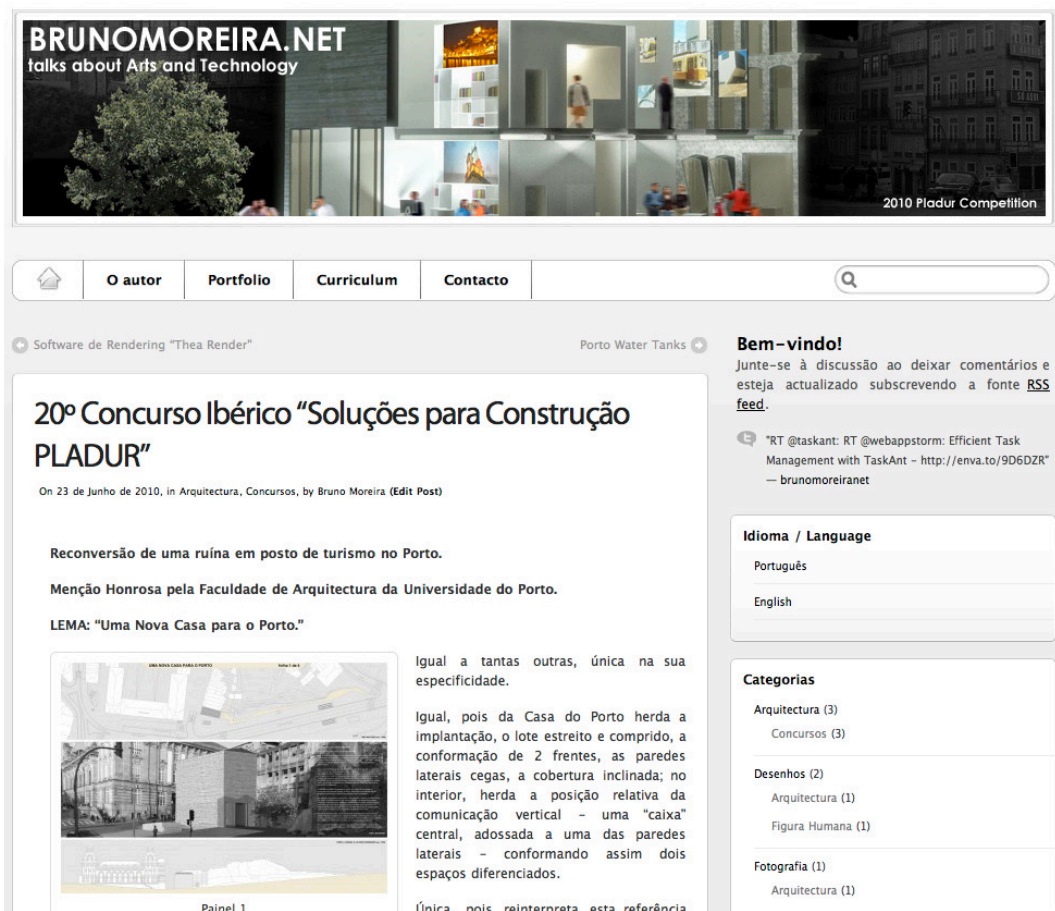 BRUNOMOREIRA.NET
talks about Arts and Technology
2010 Pladur Competition
O autor
Portfolio
Curriculum
Contacto
Software de Rendering “Thea Render”
Porto Water Tanks
20º Concurso Ibérico “Soluções para Construção
PLADUR”
On 23 de Junho de 2010, in Arquitectura, Concursos, by Bruno Moreira (Edit Post)
Reconversão de uma ruína em posto de turismo no Porto.
Menção Honrosa pela Faculdade de Arquitectura da Universidade do Porto.
LEMA: “Uma Nova Casa para o Porto.”
UMA NOVA CASA PARA O PORTO
Painel 1
Igual a tantas outras, única na sua
especificidade.
Igual, pois da Casa do Porto herda a
implantação, o lote estreito e comprido, a
conformação de 2 frentes, as paredes
laterais cegas, a cobertura inclinada; no
interior, herda a posição relativa da
comunicação vertical – uma “caixa”
central, adossada a uma das paredes
laterais – conformando assim dois
espaços diferenciados.
Única, pois reinterpreta esta referência
Bem-vindo!
Junte-se à discussão ao deixar comentários e
esteja actualizado subscrevendo a fonte RSS
feed.
"RT @taskant: RT @webappstorm: Efficient Task
Management with TaskAnt – http://enva.to/9D6DZR"
— brunomoreiranet
Idioma / Language
Português
English
Categorias
Arquitectura (3)
Concursos (3)
Desenhos (2)
Arquitectura (1)
Figura Humana (1)
Fotografia (1)
Arquitectura (1)